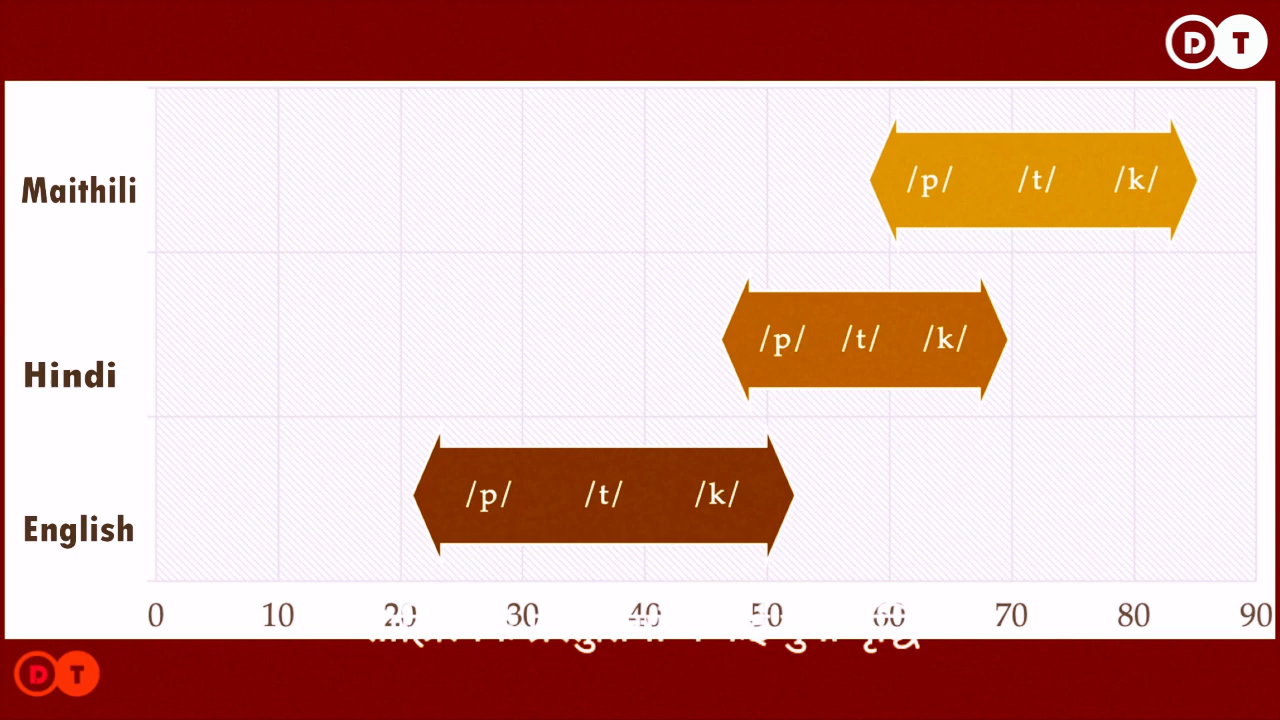 D T
Maithili /p/ /t/ /k/
Hindi /p/ /t/ /k/
English /p/ /t/ /k/
0 10 20 30 40 50 60 70 80 90
D T